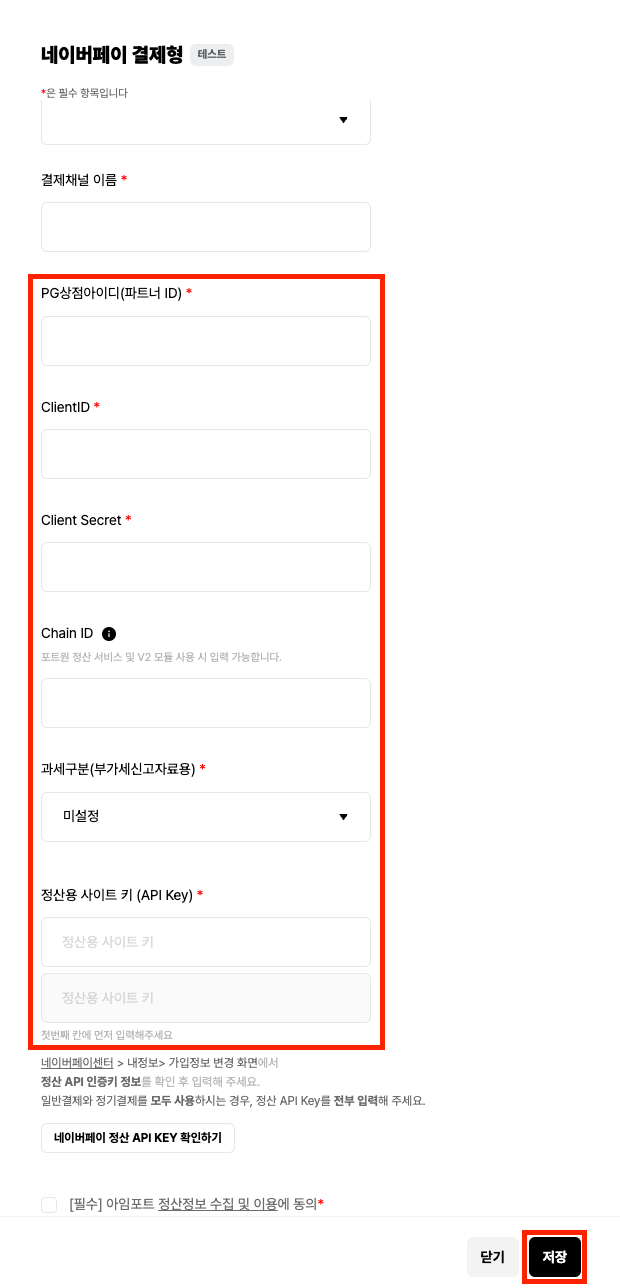 네이버페이 결제형 테스트
*은 필수 항목입니다
결제채널 이름 *
PG상점아이디(파트너 ID) *
ClientID *
Client Secret *
Chain ID
포트원 정산 서비스 및 V2 모듈 사용 시 입력 가능합니다.
과세구분(부가세신고자료용) *
미설정
정산용 사이트 키 (API Key) *
정산용 사이트 키
정산용 사이트 키
첫번째 칸에 먼저 입력해주세요
네이버페이센터 > 내정보> 가입정보 변경 화면에서
정산 API 인증키 정보를 확인 후 입력해 주세요.
일반결제와 정기결제를 모두 사용하시는 경우, 정산 API Key를 전부 입력해 주세요.
네이버페이 정산 API KEY 확인하기
[필수] 아임포트 정산정보 수집 및 이용에 동의*
닫기 저장